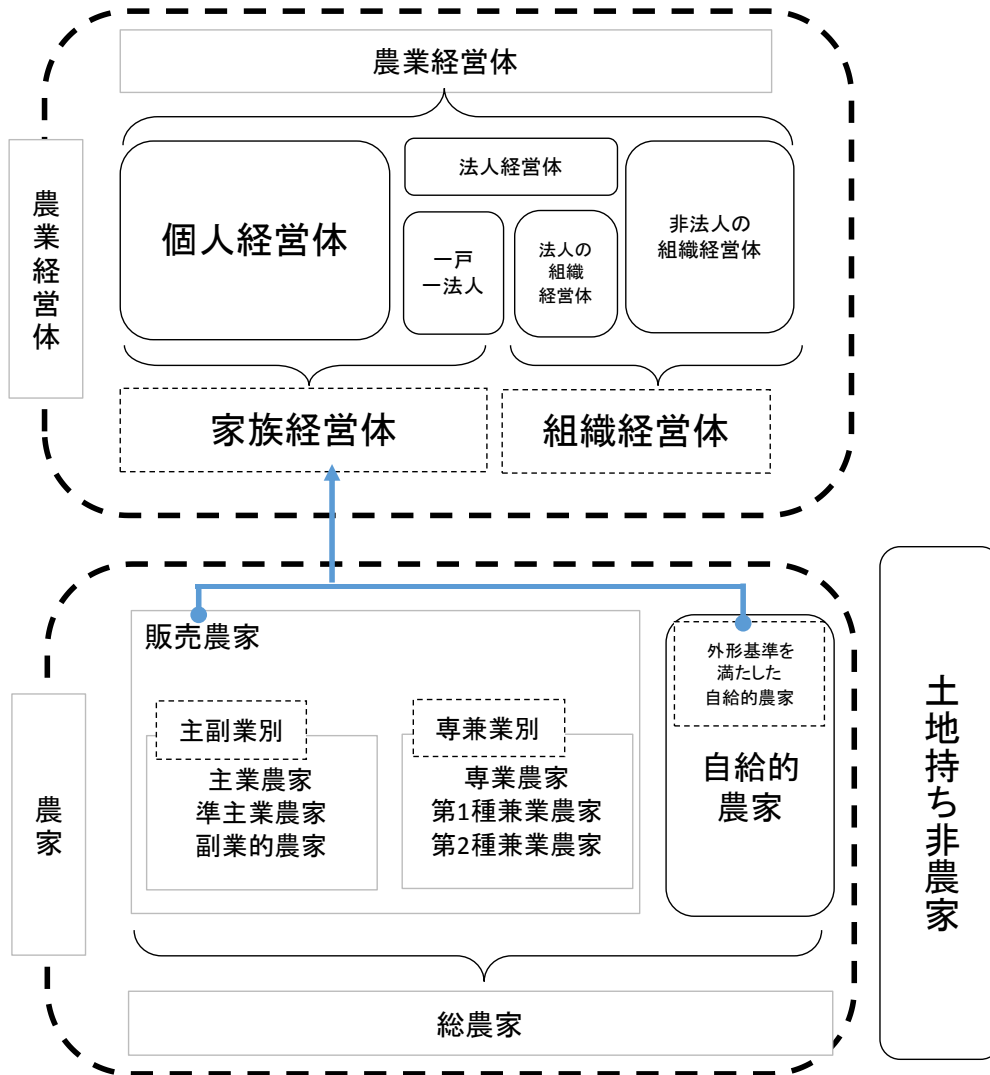 農業経営体
農業経営体
個人経営体
法人経営体
一戸
一法人
法人の
組織
経営体
非法人の
組織経営体
家族経営体
組織経営体
農家
販売農家
主副業別
主業農家
準主業農家
副業的農家
専兼業別
専業農家
第1種兼業農家
第2種兼業農家
外形基準を
満たした
自給的農家
自給的
農家
総農家
土地持ち非農家